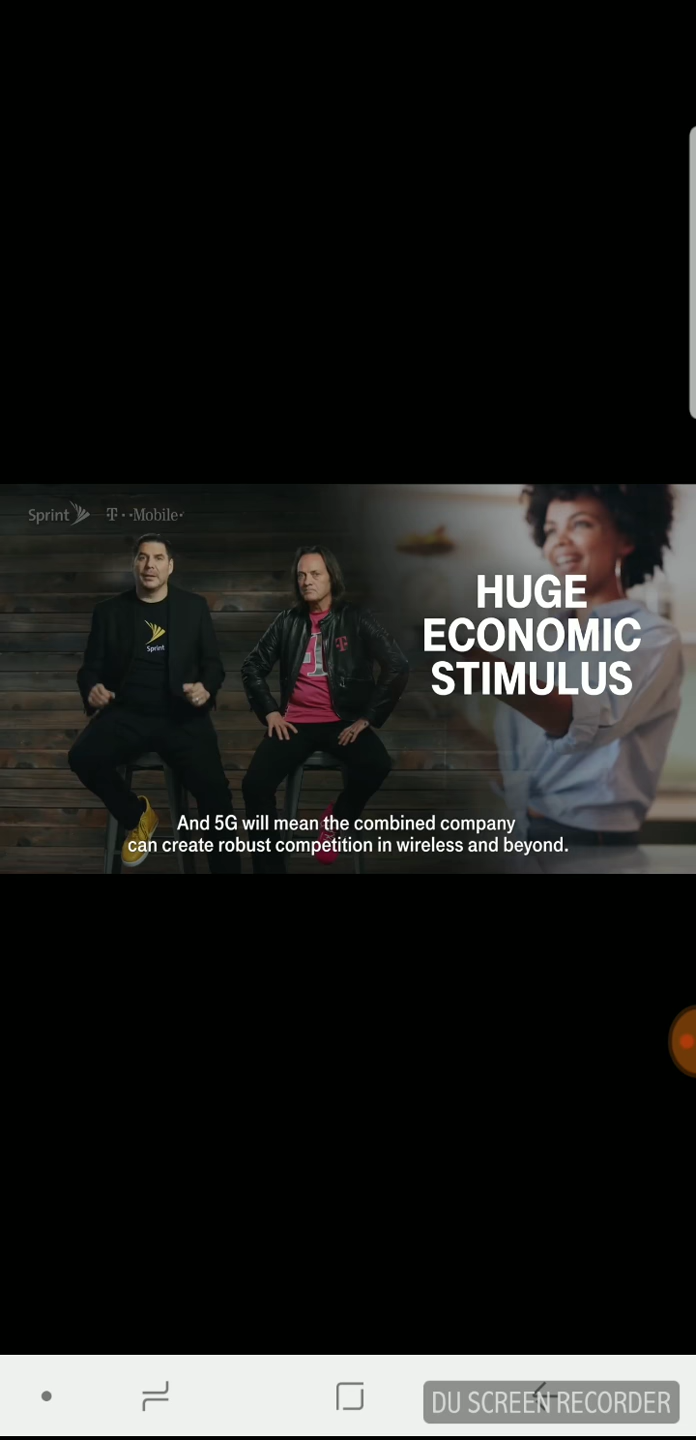 Sprint T··Mobile·
Sprint
T
HUGE
ECONOMIC
STIMULUS
And 5G will mean the combined company
can create robust competition in wireless and beyond.
DU SCREEN RECORDER